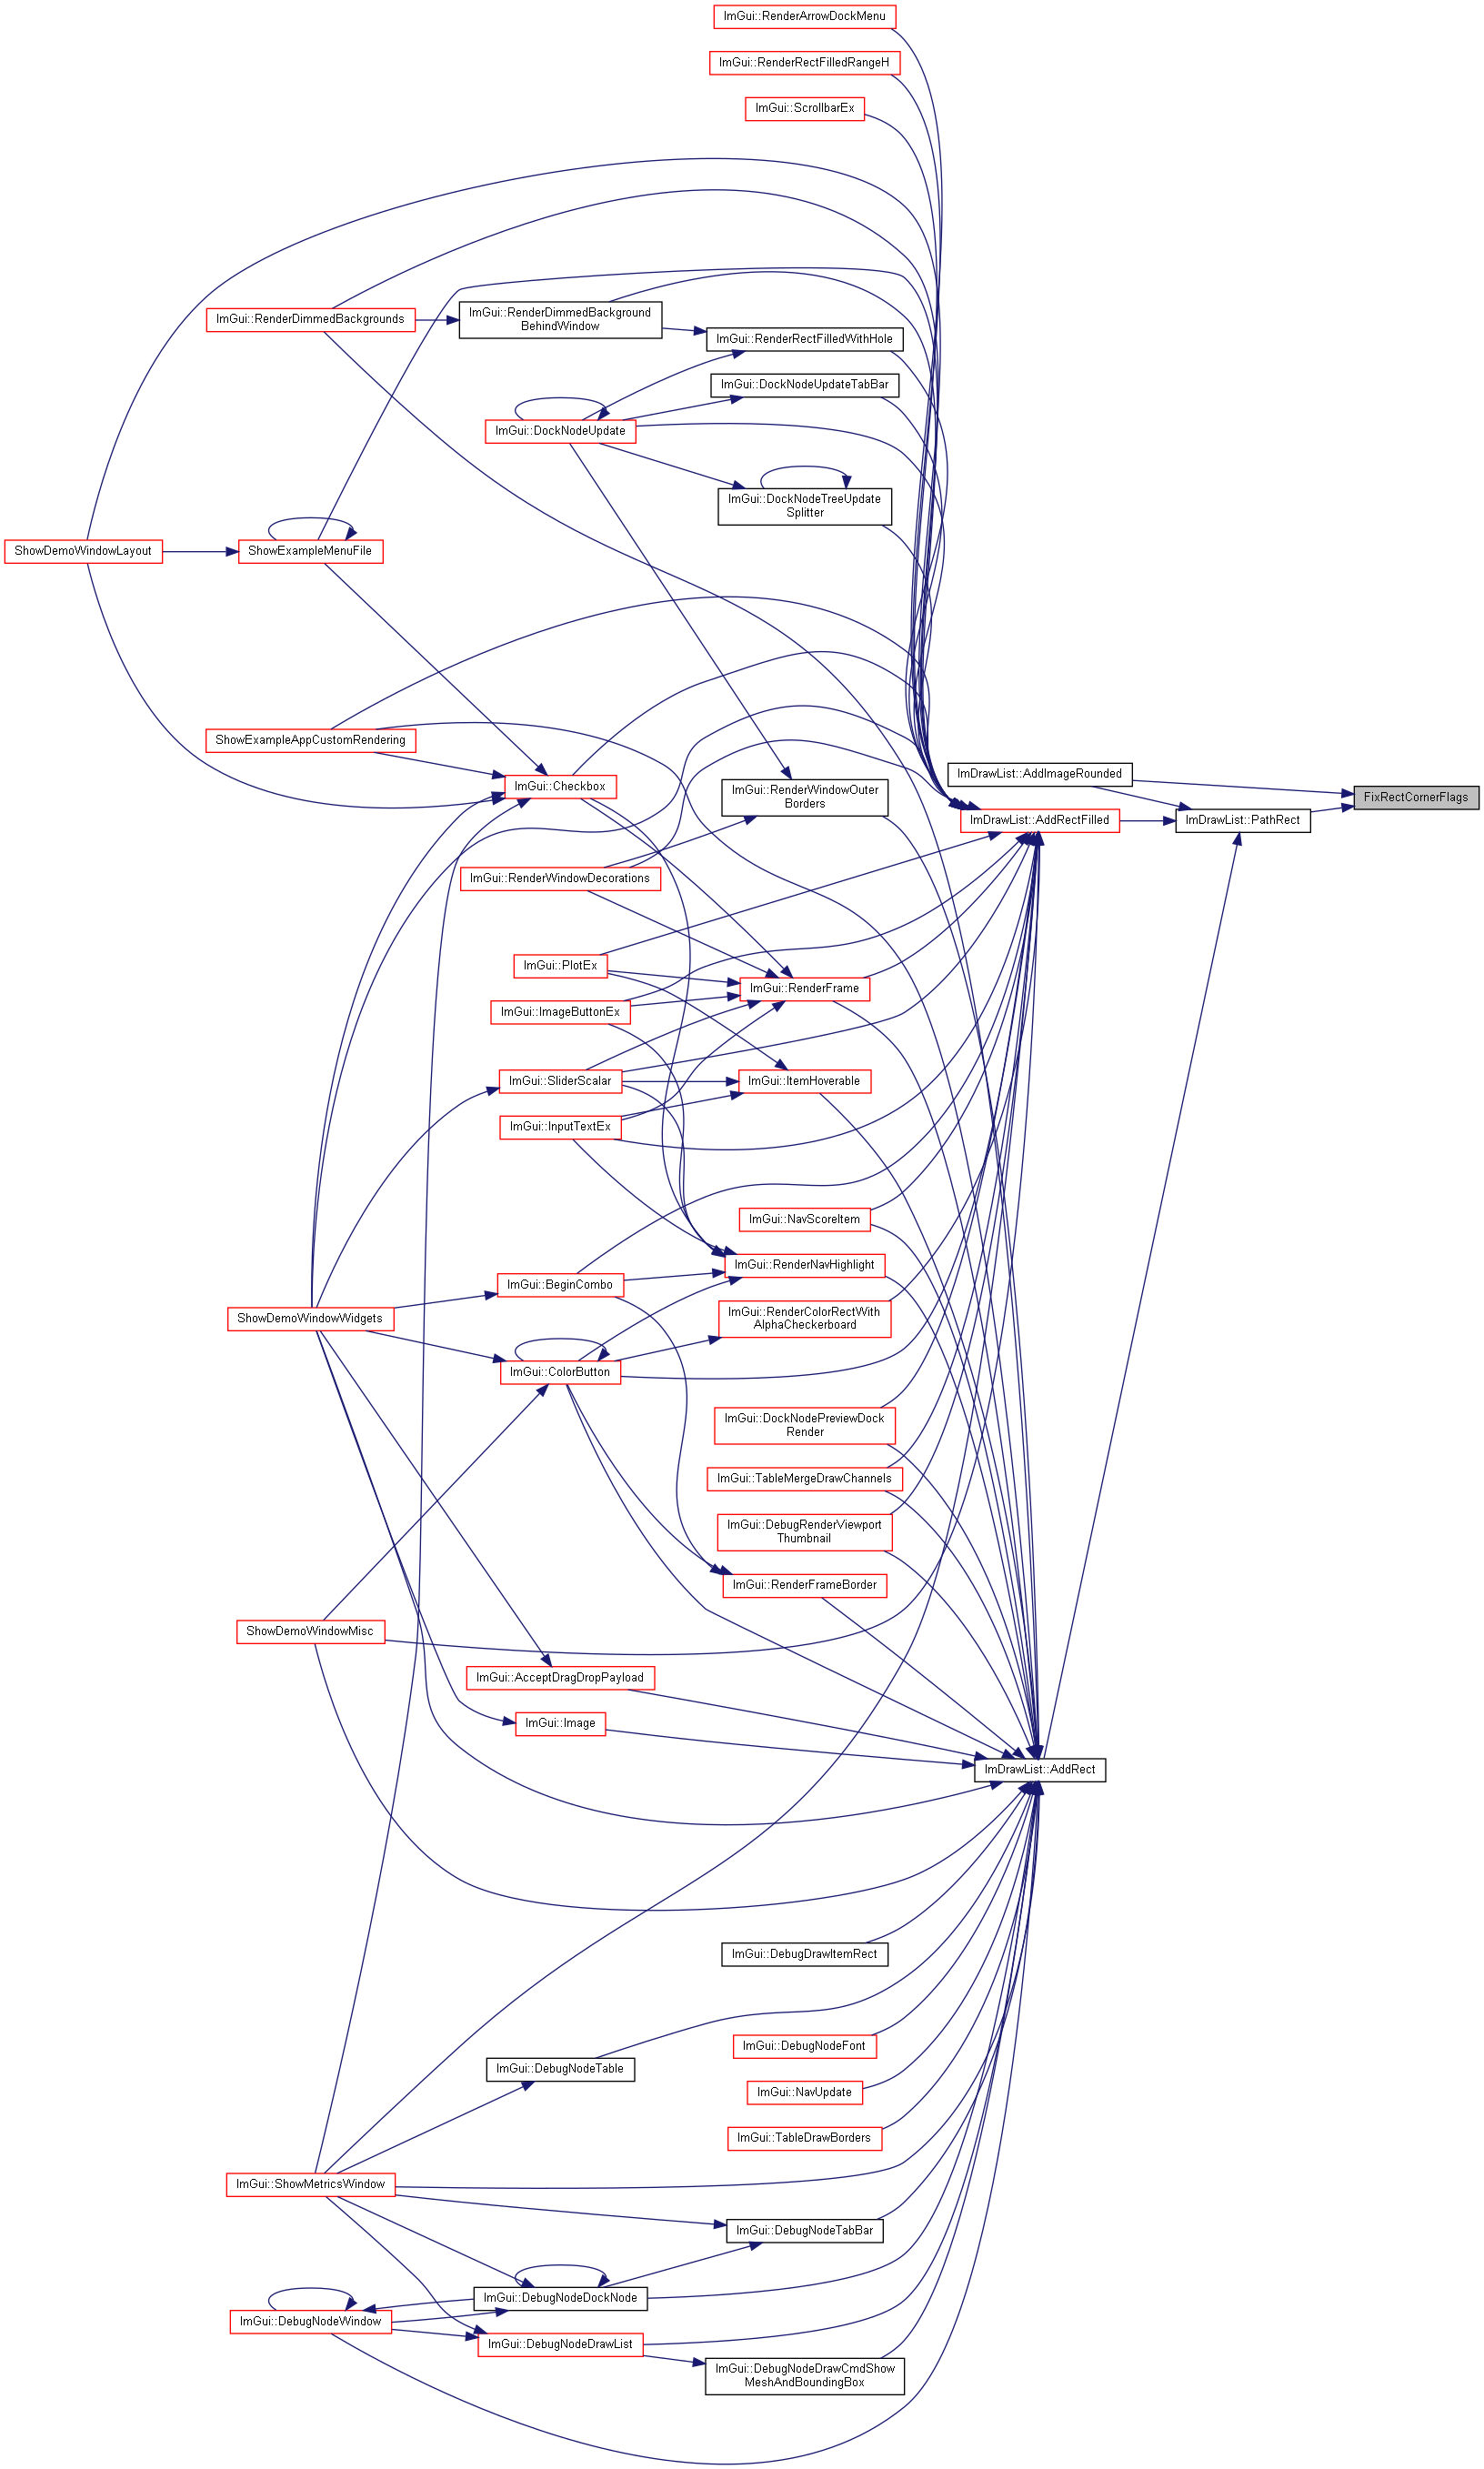 ImGui::RenderArrowDockMenu
ImGui::RenderRectFilledRangeH
ImGui::ScrollbarEx
ImGui::RenderDimmedBackgrounds
ImGui::RenderDimmedBackground
BehindWindow
ImGui::RenderRectFilledWithHole
ImGui::DockNodeUpdateTabBar
ImGui::DockNodeUpdate
ImGui::DockNodeTreeUpdate
Splitter
ShowDemoWindowLayout
ShowExampleMenuFile
ShowExampleAppCustomRendering
ImGui::Checkbox
ImGui::RenderWindowOuter
Borders
ImDrawList::AddImageRounded
FixRectCornerFlags
ImDrawList::AddRectFilled
ImDrawList::PathRect
ImGui::RenderWindowDecorations
ImGui::PlotEx
ImGui::RenderFrame
ImGui::ImageButtonEx
ImGui::SliderScalar
ImGui::ItemHoverable
ImGui::InputTextEx
ImGui::NavScoreItem
ImGui::RenderNavHighlight
ImGui::BeginCombo
ShowDemoWindowWidgets
ImGui::RenderColorRectWith
AlphaCheckerboard
ImGui::ColorButton
ImGui::DockNodePreviewDock
Render
ImGui::TableMergeDrawChannels
ImGui::DebugRenderViewport
Thumbnail
ImGui::RenderFrameBorder
ShowDemoWindowMisc
ImGui::AcceptDragDropPayload
ImGui::Image
ImDrawList::AddRect
ImGui::DebugDrawItemRect
ImGui::DebugNodeFont
ImGui::DebugNodeTable
ImGui::NavUpdate
ImGui::TableDrawBorders
ImGui::ShowMetricsWindow
ImGui::DebugNodeTabBar
ImGui::DebugNodeDockNode
ImGui::DebugNodeWindow
ImGui::DebugNodeDrawList
ImGui::DebugNodeDrawCmdShow
MeshAndBoundingBox